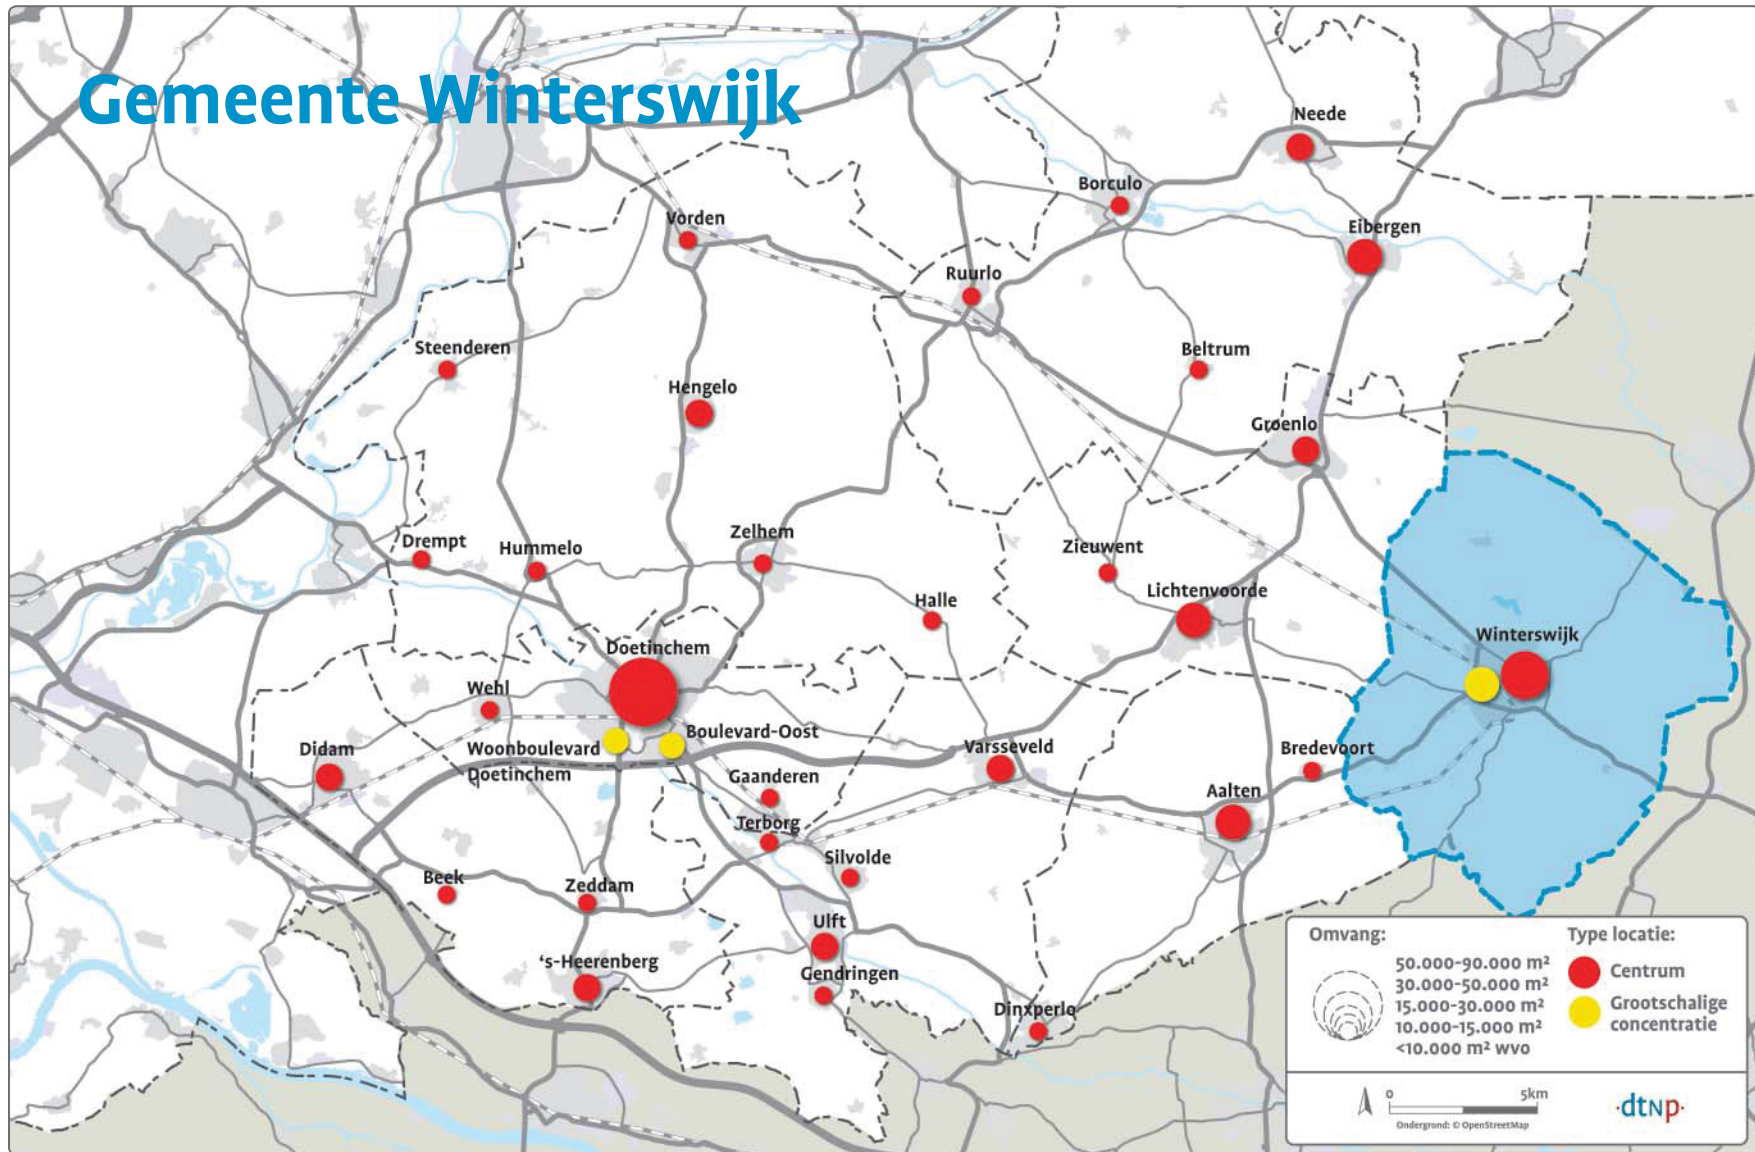 Gemeente Winterswijk
Neede
Borculo
Vorden
Eibergen
Ruurlo
Steenderen
Beltrum
Hengelo
Groenlo
Drempt
Hummelo
Zelhem
Zieuwent
Lichtenvoorde
Halle
Winterswijk
Doetinchem
Wehl
Boulevard-Oost
Woonboulevard
Doetinchem
Didam
Varsseveld
Bredevoort
Gaanderen
Aalten
Terborg
Silvolde
Beek
Zeddam
Ulft
's-Heerenberg
Gendringen
Dinxperlo
Omvang:
50.000-90.000 m²
30.000-50.000 m²
15.000-30.000 m²
10.000-15.000 m²
<10.000 m² wvo
Type locatie:
Centrum
Grootschalige
concentratie
0 5km
Ondergrond: © OpenStreetMap
·dtNp·